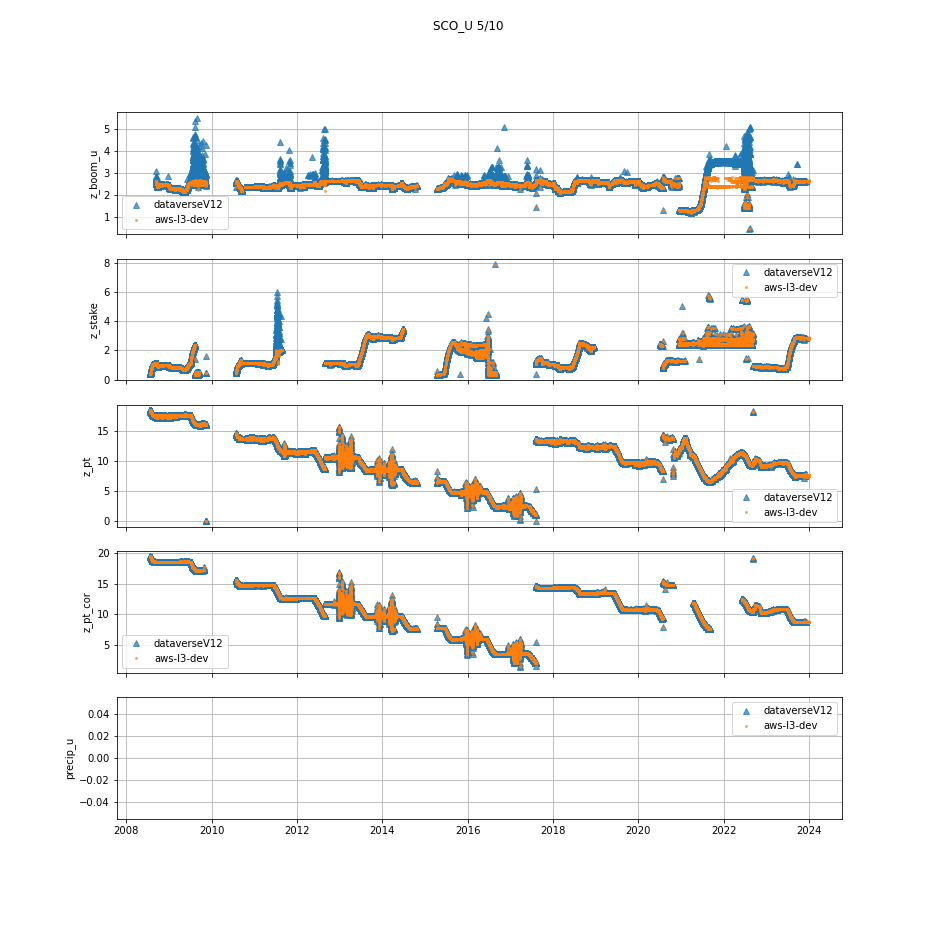 SCO_U 5/10
z_boom_u
5
4
3
2
1
dataverseV12
aws-l3-dev
z_stake
8
6
4
2
0
dataverseV12
aws-l3-dev
z_pt
15
10
5
0
dataverseV12
aws-l3-dev
z_pt_cor
20
15
10
5
dataverseV12
aws-l3-dev
precip_u
0.04
0.02
0.00
−0.02
−0.04
dataverseV12
aws-l3-dev
2008 2010 2012 2014 2016 2018 2020 2022 2024